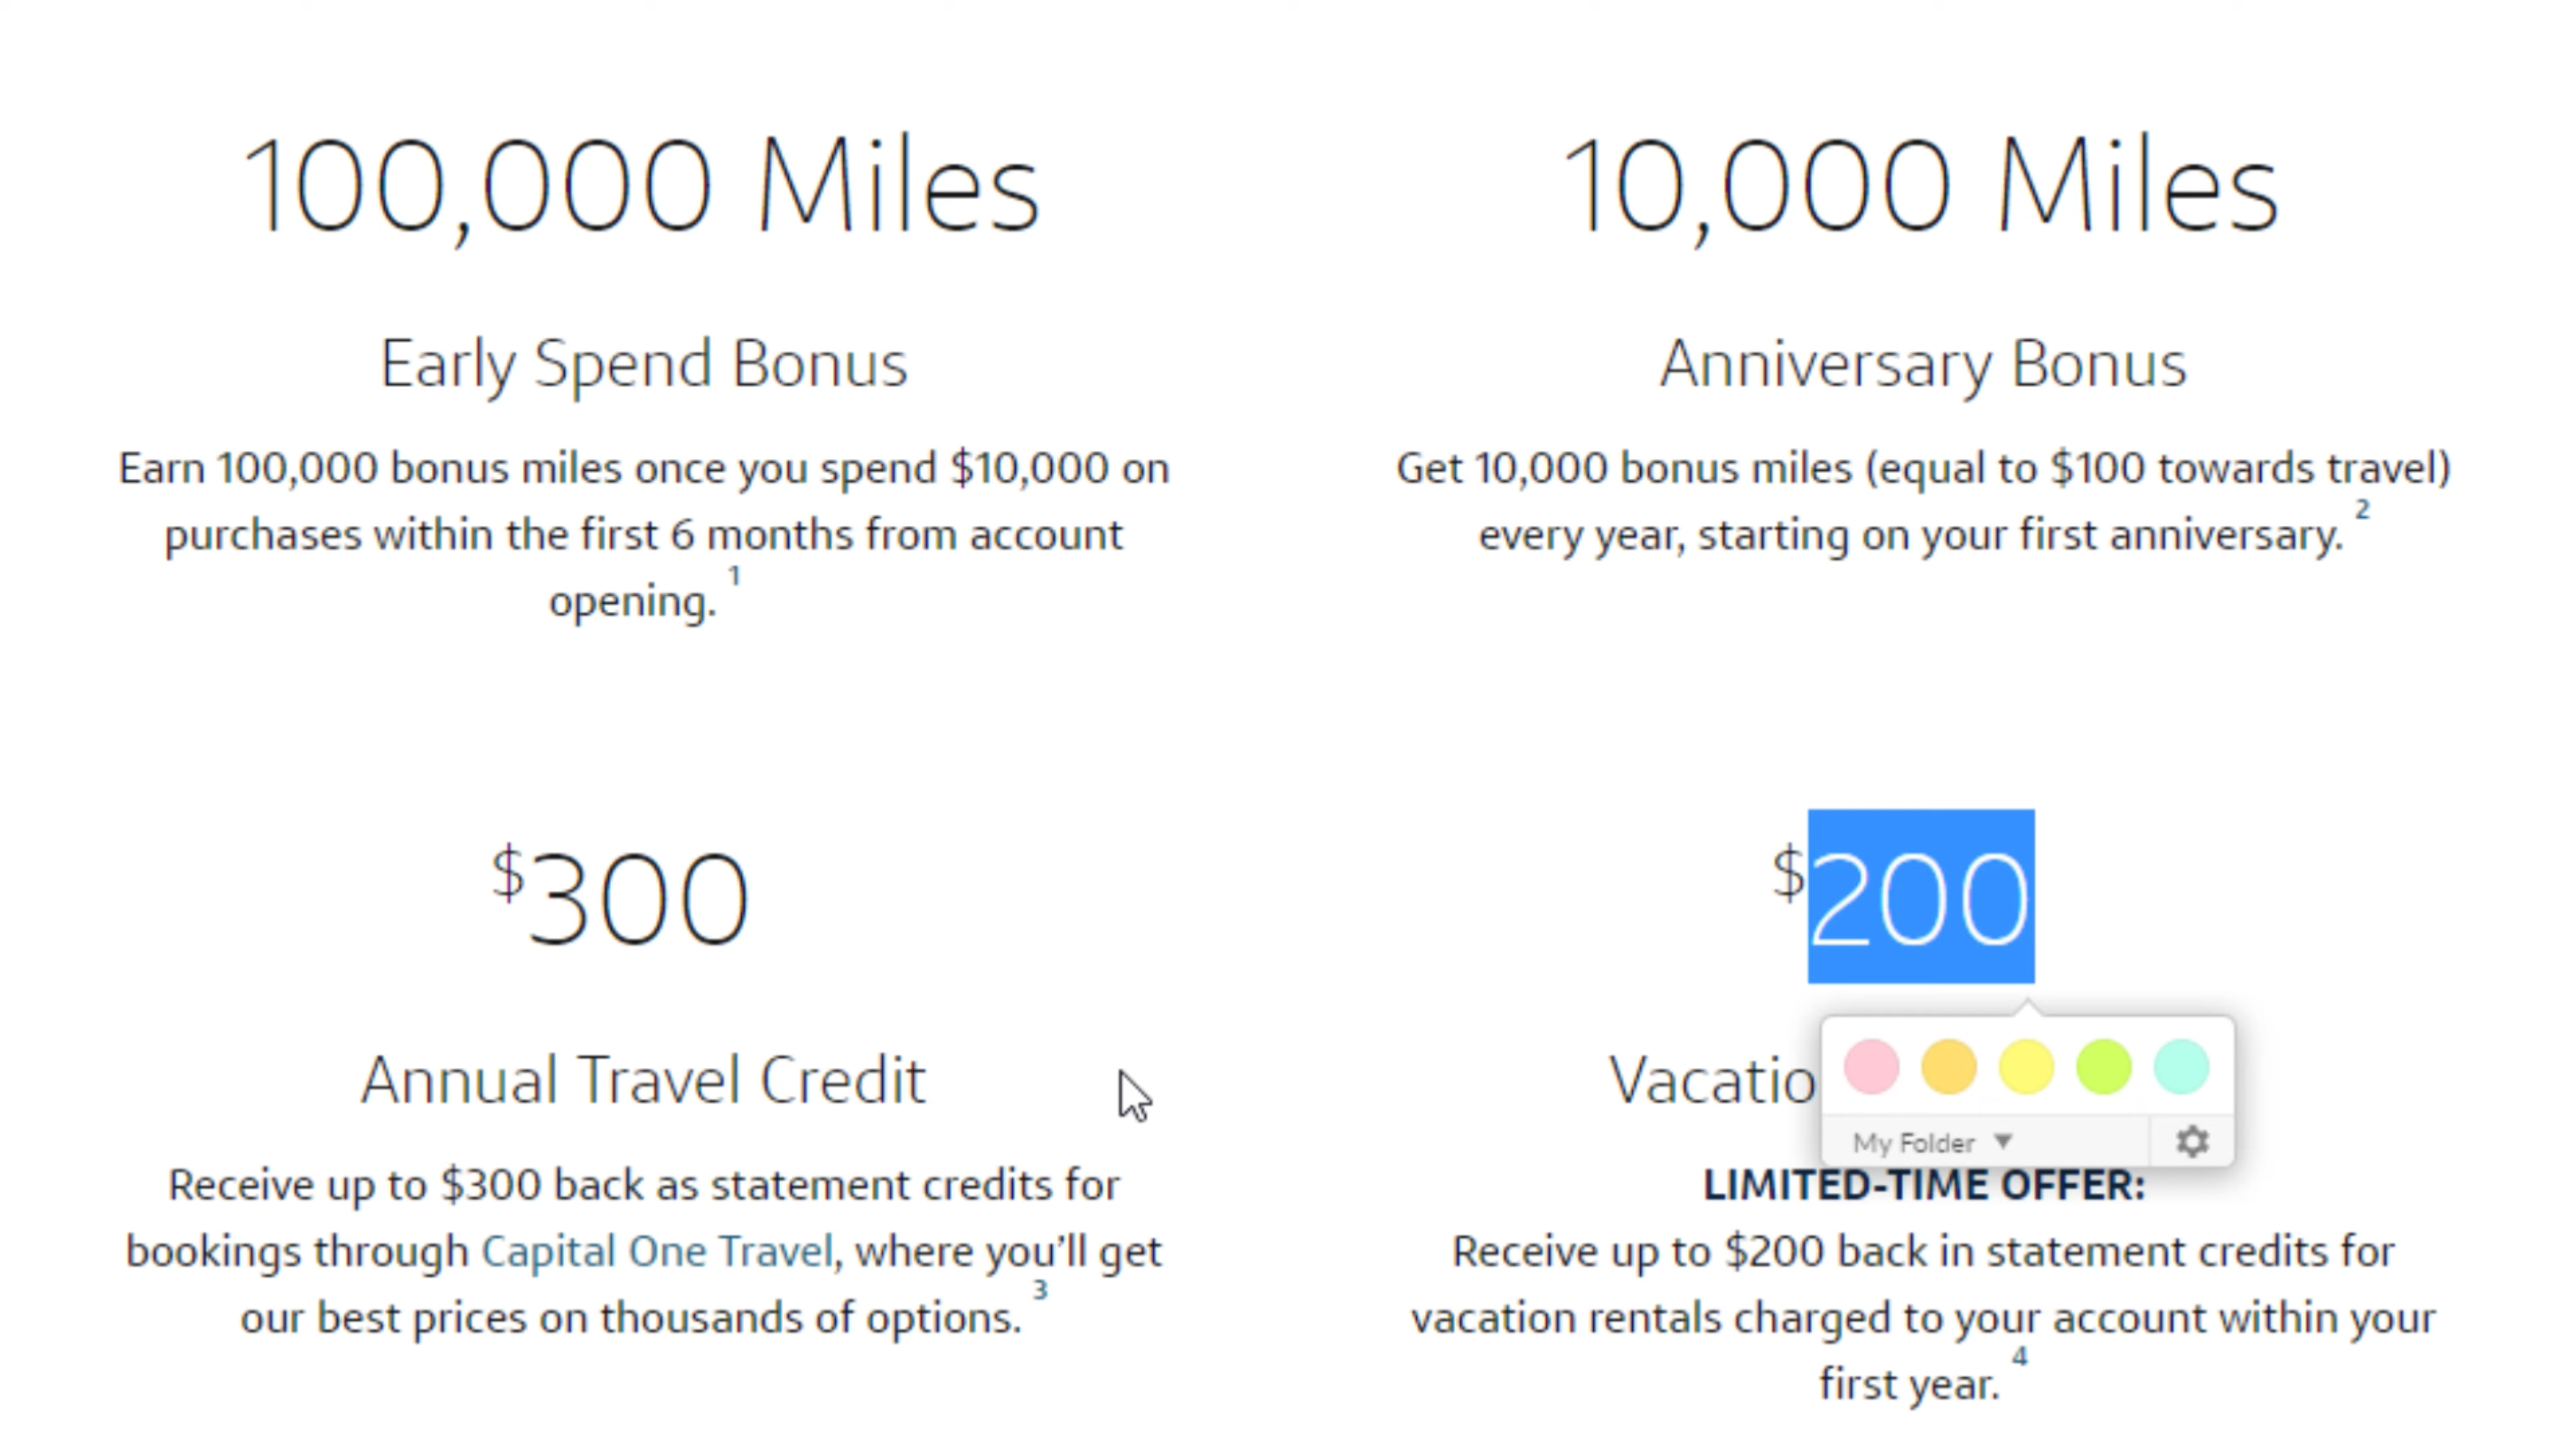 100,000 Miles
Early Spend Bonus
Earn 100,000 bonus miles once you spend $10,000 on
purchases within the first 6 months from account
opening. 1
10,000 Miles
Anniversary Bonus
Get 10,000 bonus miles (equal to $100 towards travel)
every year, starting on your first anniversary. 2
$300
Annual Travel Credit
Receive up to $300 back as statement credits for
bookings through Capital One Travel, where you'll get
our best prices on thousands of options. 3
$200
Vacatio
My Folder
LIMITED-TIME OFFER:
Receive up to $200 back in statement credits for
vacation rentals charged to your account within your
first year. 4